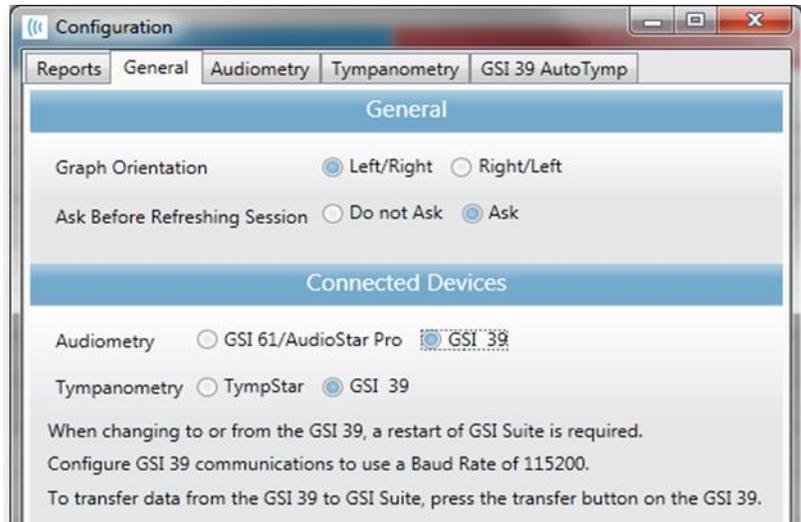 Configuration
Reports General Audiometry Tympanometry GSI 39 AutoTymp
General
Graph Orientation Left/Right Right/Left
Ask Before Refreshing Session Do not Ask Ask
Connected Devices
Audiometry GSI 61/AudioStar Pro GSI 39
Tympanometry TympStar GSI 39
When changing to or from the GSI 39, a restart of GSI Suite is required.
Configure GSI 39 communications to use a Baud Rate of 115200.
To transfer data from the GSI 39 to GSI Suite, press the transfer button on the GSI 39.